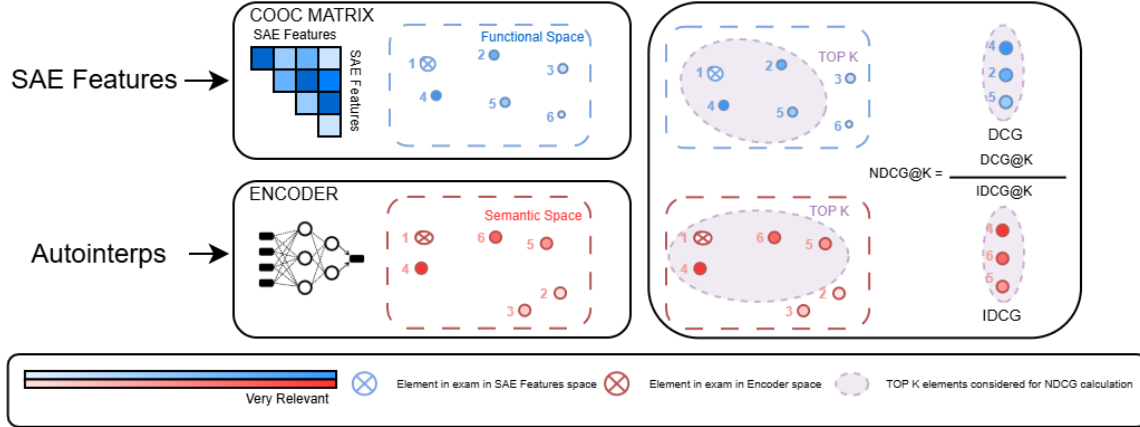 COOC MATRIX
SAE Features
SAE Features
SAE Features
Functional Space
1
2
3
4
5
6
TOP K
1
2
3
4
5
6
4
2
5
DCG
NDCG@K =
DCG@K
IDCG@K
Autointerps
ENCODER
Semantic Space
1
6
5
4
2
3
TOP K
1
6
5
4
2
3
4
6
5
IDCG
Very Relevant
Element in exam in SAE Features space
Element in exam in Encoder space
TOP K elements considered for NDCG calculation